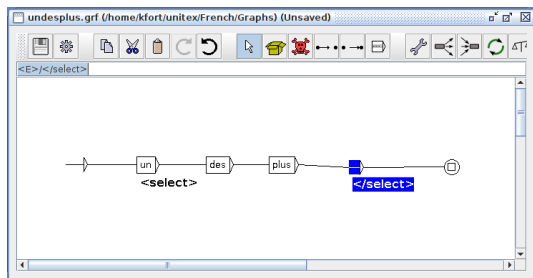 undesplus.grf (/home/kfort/unitex/French/Graphs) (Unsaved)
<E>/</select>
un des plus
<select> </select>